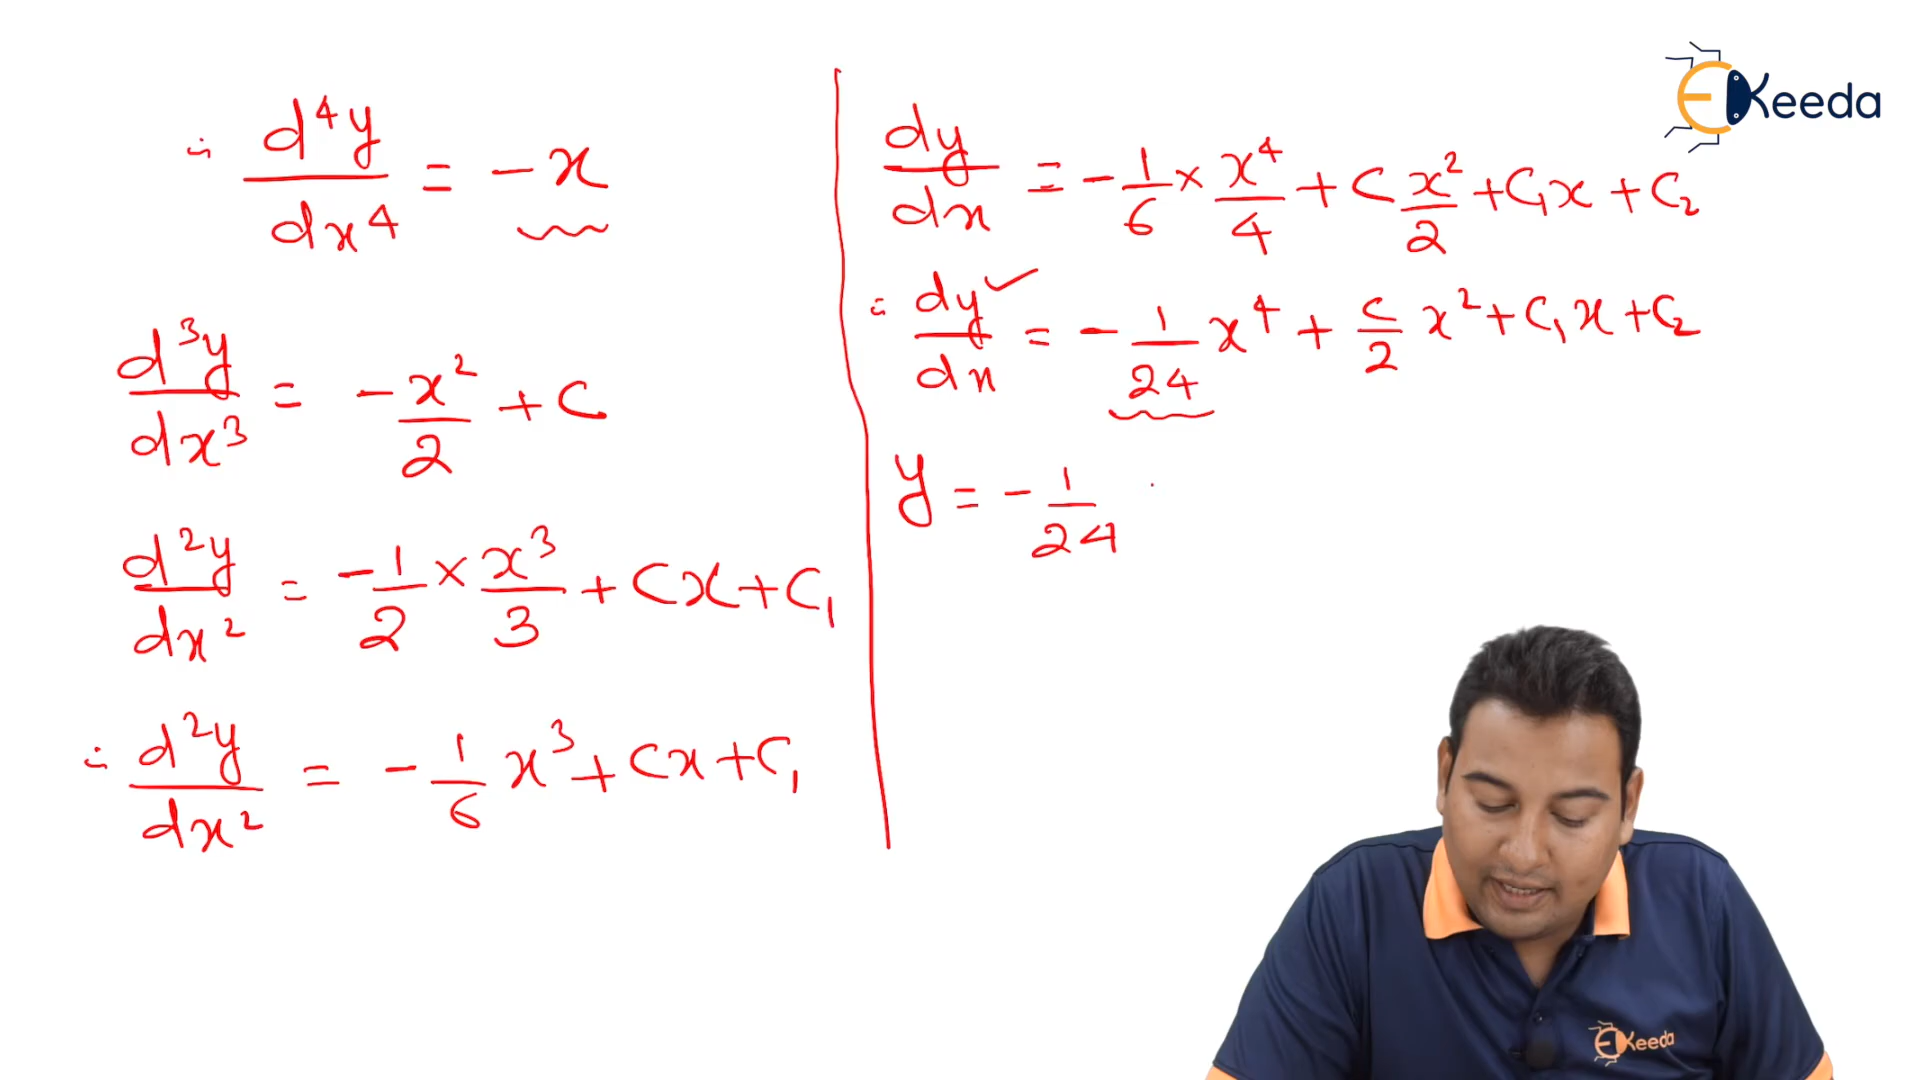 ∴ d⁴y/dx⁴ = -x
d³y/dx³ = -x²/2 + C
d²y/dx² = -1/2 × x³/3 + Cx + C₁
∴ d²y/dx² = -1/6 x³ + Cx + C₁
dy/dx = -1/6 × x⁴/4 + C x²/2 + C₁x + C₂
∴ dy/dx ✓ = -1/24 x⁴ + C/2 x² + C₁x + C₂
y = -1/24
EKeeda
EKeeda